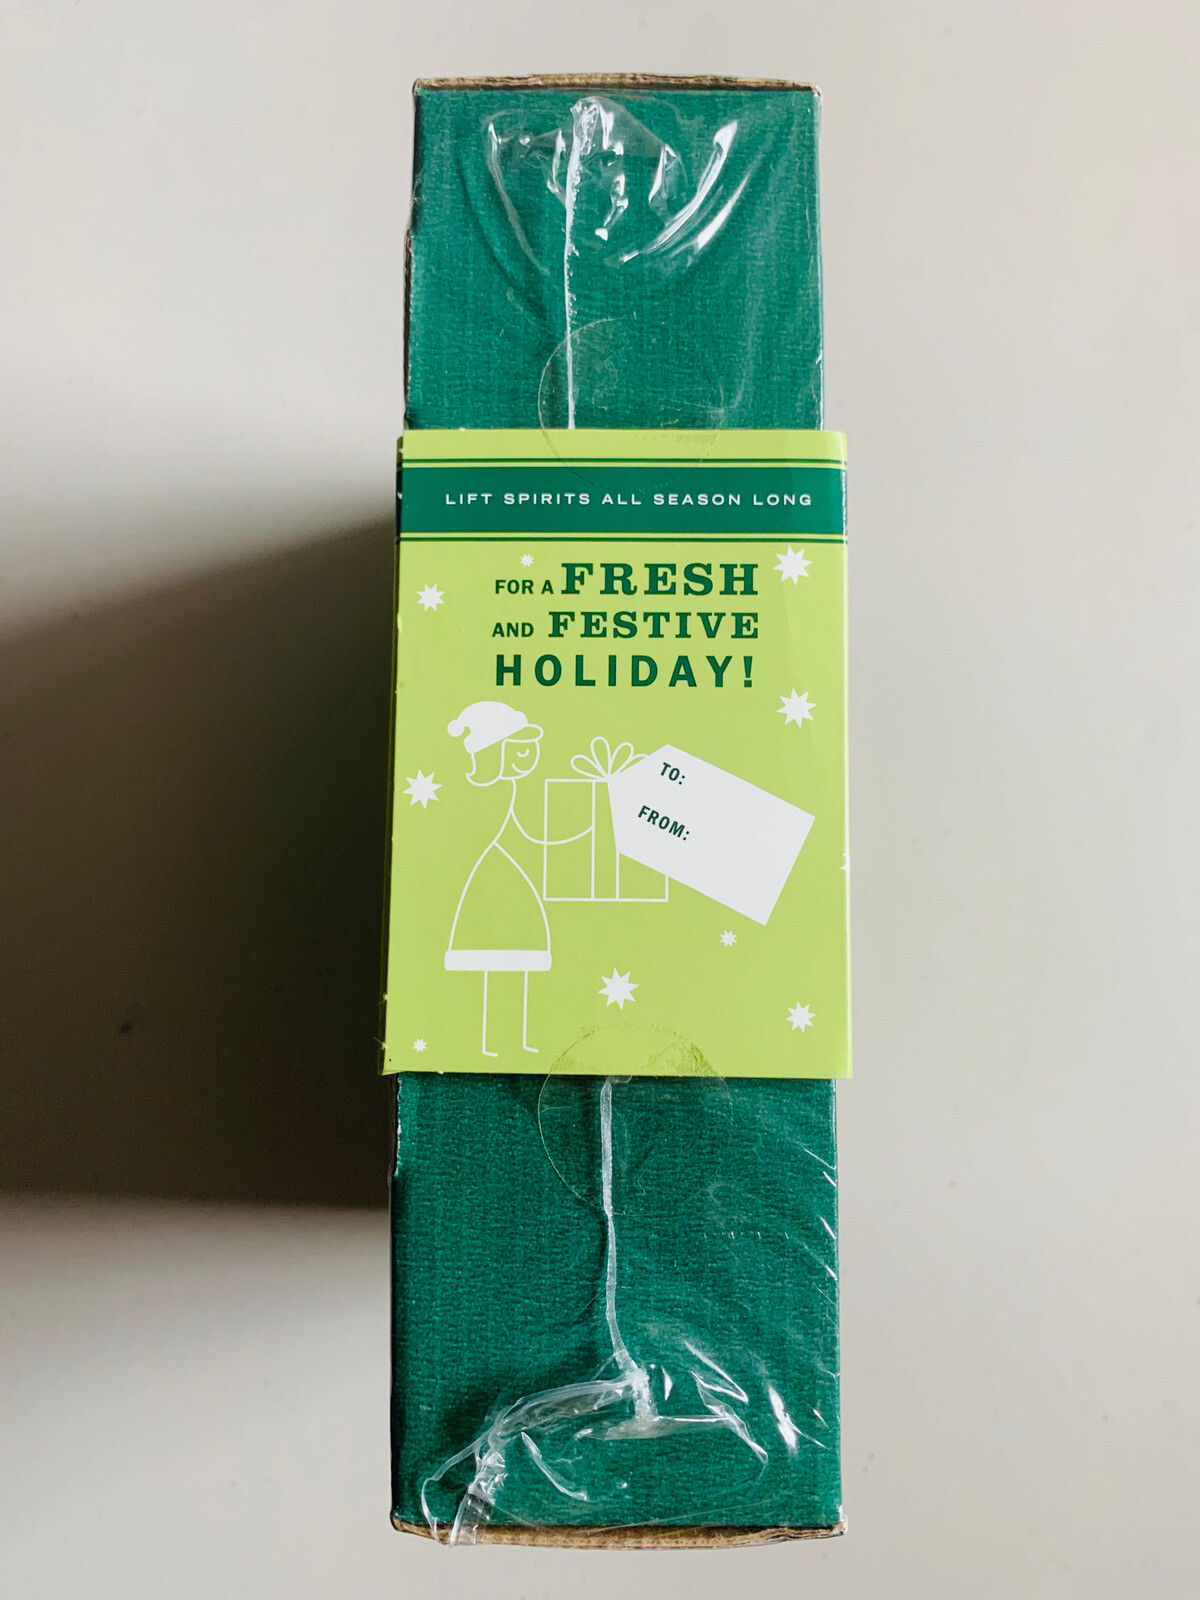 LIFT SPIRITS ALL SEASON LONG
FOR A FRESH
AND FESTIVE
HOLIDAY!
TO:
FROM: